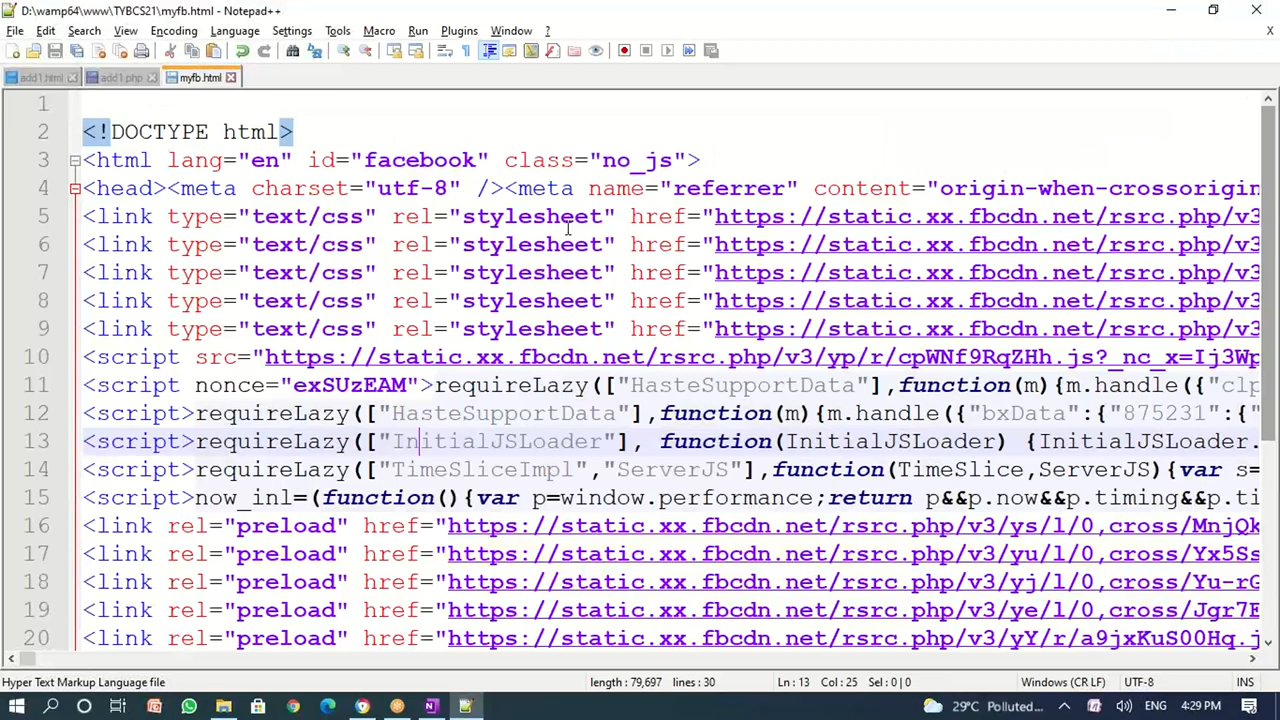 D:\wamp64\www\TYBCS21\myfb.html - Notepad++
File Edit Search View Encoding Language Settings Tools Macro Run Plugins Window ? X
add1.html add1.php myfb.html
1
2 <!DOCTYPE html>
3 <html lang="en" id="facebook" class="no_js">
4 <head><meta charset="utf-8" /><meta name="referrer" content="origin-when-crossorigin
5 <link type="text/css" rel="stylesheet" href="https://static.xx.fbcdn.net/rsrc.php/v3
6 <link type="text/css" rel="stylesheet" href="https://static.xx.fbcdn.net/rsrc.php/v3
7 <link type="text/css" rel="stylesheet" href="https://static.xx.fbcdn.net/rsrc.php/v3
8 <link type="text/css" rel="stylesheet" href="https://static.xx.fbcdn.net/rsrc.php/v3
9 <link type="text/css" rel="stylesheet" href="https://static.xx.fbcdn.net/rsrc.php/v3
10 <script src="https://static.xx.fbcdn.net/rsrc.php/v3/yp/r/cpWNf9RqZHh.js?_nc_x=Ij3Wp
11 <script nonce="exSUzEAM">requireLazy(["HasteSupportData"],function(m){m.handle({"clp
12 <script>requireLazy(["HasteSupportData"],function(m){m.handle({"bxData":{"875231":{"
13 <script>requireLazy(["InitialJSLoader"], function(InitialJSLoader) {InitialJSLoader.
14 <script>requireLazy(["TimeSliceImpl","ServerJS"],function(TimeSlice,ServerJS){var s=
15 <script>now_inl=(function(){var p=window.performance;return p&&p.now&&p.timing&&p.ti
16 <link rel="preload" href="https://static.xx.fbcdn.net/rsrc.php/v3/ys/l/0,cross/MnjQk
17 <link rel="preload" href="https://static.xx.fbcdn.net/rsrc.php/v3/yu/l/0,cross/Yx5Ss
18 <link rel="preload" href="https://static.xx.fbcdn.net/rsrc.php/v3/yj/l/0,cross/Yu-rG
19 <link rel="preload" href="https://static.xx.fbcdn.net/rsrc.php/v3/ye/l/0,cross/Jgr7E
20 <link rel="preload" href="https://static.xx.fbcdn.net/rsrc.php/v3/yY/r/a9jxKuS00Hq.j
Hyper Text Markup Language file length : 79,697 lines : 30 Ln : 13 Col : 25 Sel : 0 | 0 Windows (CR LF) UTF-8 INS
29°C Polluted... ENG 4:29 PM